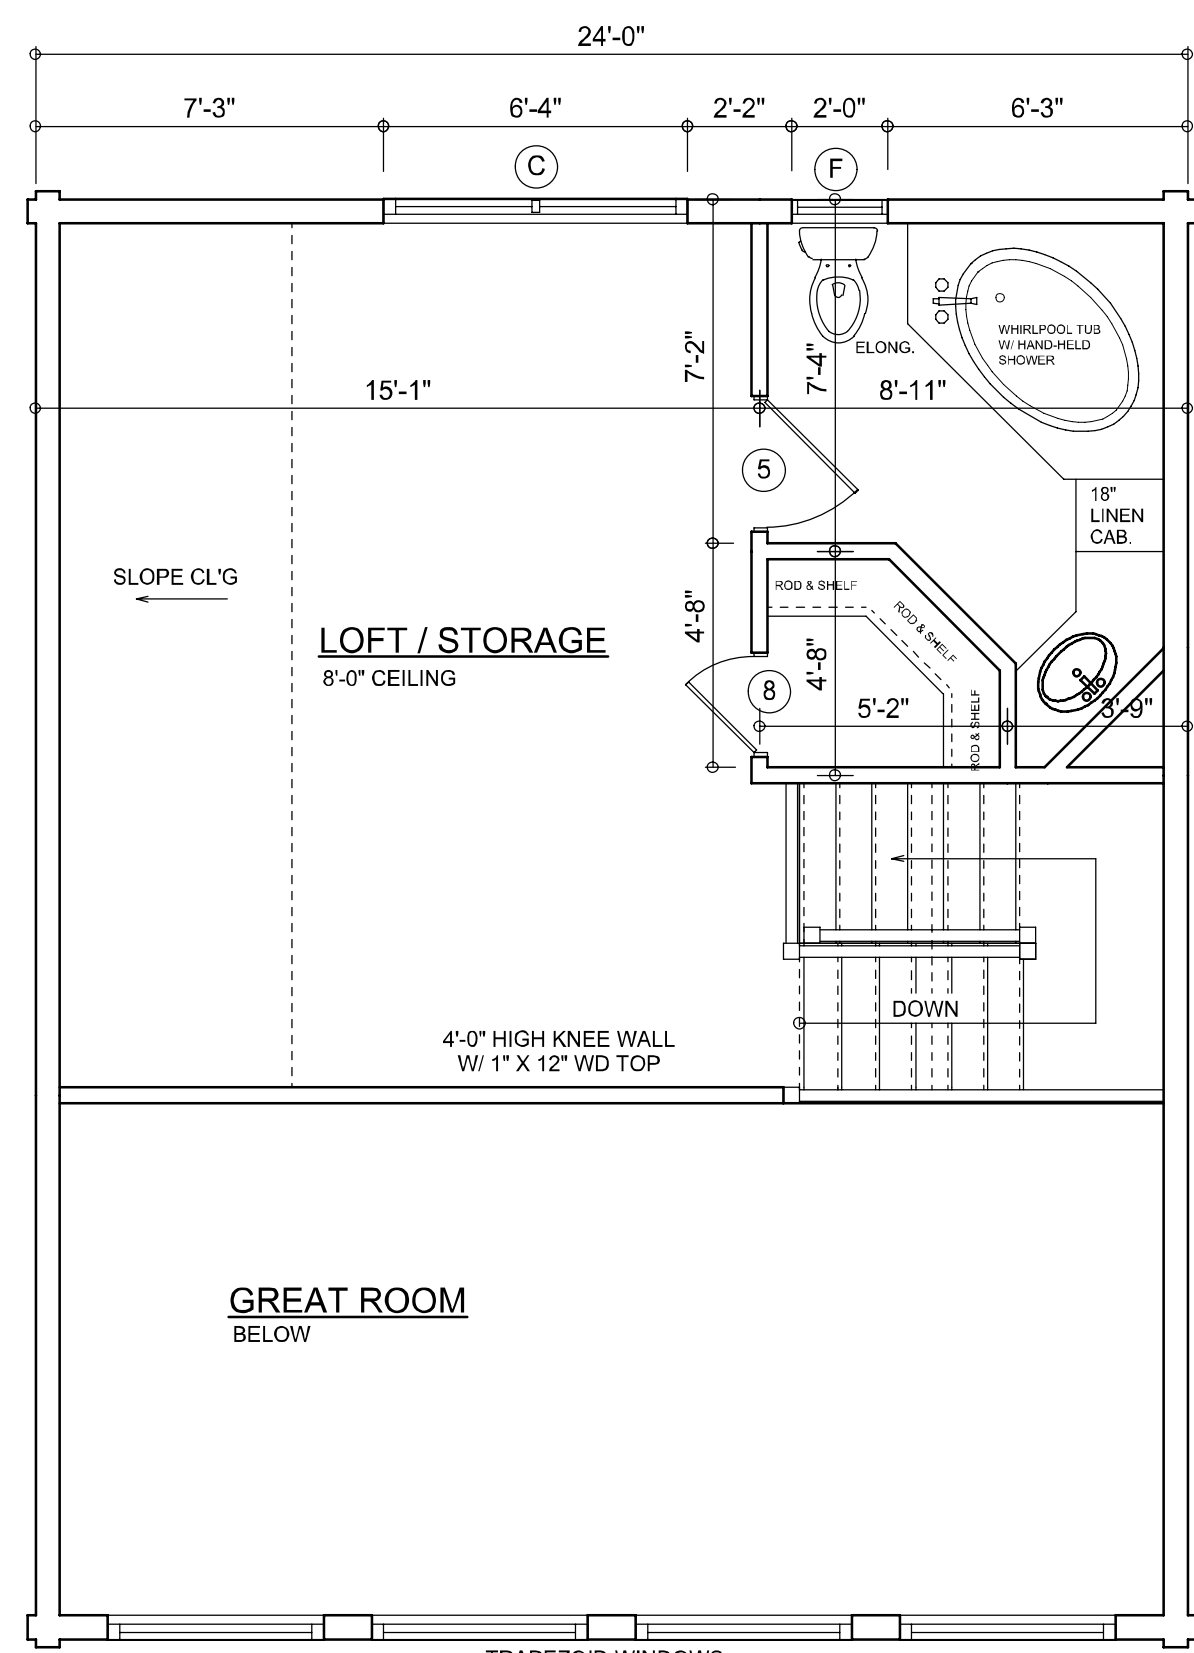 24'-0"
7'-3"
6'-4"
2'-2"
2'-0"
6'-3"
C
F
7'-2"
7'-4"
ELONG.
WHIRLPOOL TUB
W/ HAND-HELD
SHOWER
15'-1"
8'-11"
5
18"
LINEN
CAB.
SLOPE CL'G
ROD & SHELF
ROD & SHELF
ROD & SHELF
4'-8"
4'-8"
LOFT / STORAGE
8'-0" CEILING
8
5'-2"
3'-9"
DOWN
4'-0" HIGH KNEE WALL
W/ 1" X 12" WD TOP
GREAT ROOM
BELOW
TRAPEZOID WINDOWS